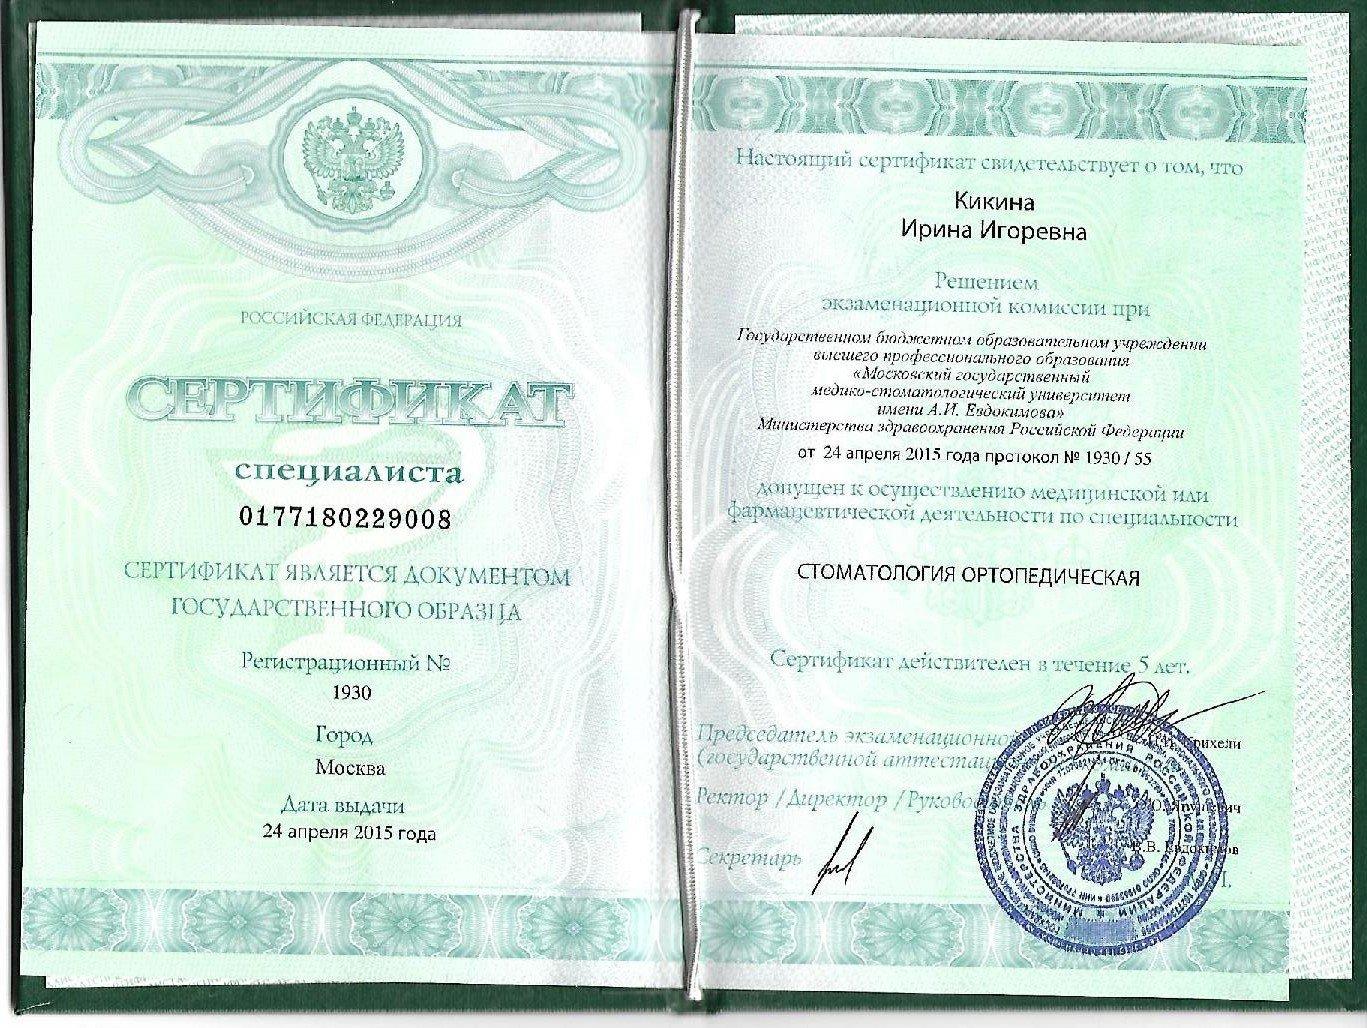 РОССИЙСКАЯ ФЕДЕРАЦИЯ
СЕРТИФИКАТ
специалиста
0177180229008
СЕРТИФИКАТ ЯВЛЯЕТСЯ ДОКУМЕНТОМ
ГОСУДАРСТВЕННОГО ОБРАЗЦА
Регистрационный №
1930
Город
Москва
Дата выдачи
24 апреля 2015 года
Настоящий сертификат свидетельствует о том, что
Кикина
Ирина Игоревна
Решением
экзаменационной комиссии при
Государственном бюджетном образовательном учреждении
высшего профессионального образования
«Московский государственный
медико-стоматологический университет
имени А.И. Евдокимова»
Министерства здравоохранения Российской Федерации
от 24 апреля 2015 года протокол № 1930 / 55
допущен к осуществлению медицинской или
фармацевтической деятельности по специальности
СТОМАТОЛОГИЯ ОРТОПЕДИЧЕСКАЯ
Сертификат действителен в течение 5 лет.
Председатель экзаменационной
(государственной
Ректор / Директор /
Секретарь
МИНИСТЕРСТВА ЗДРАВООХРАНЕНИЯ РОССИЙСКОЙ ФЕДЕРАЦИИ